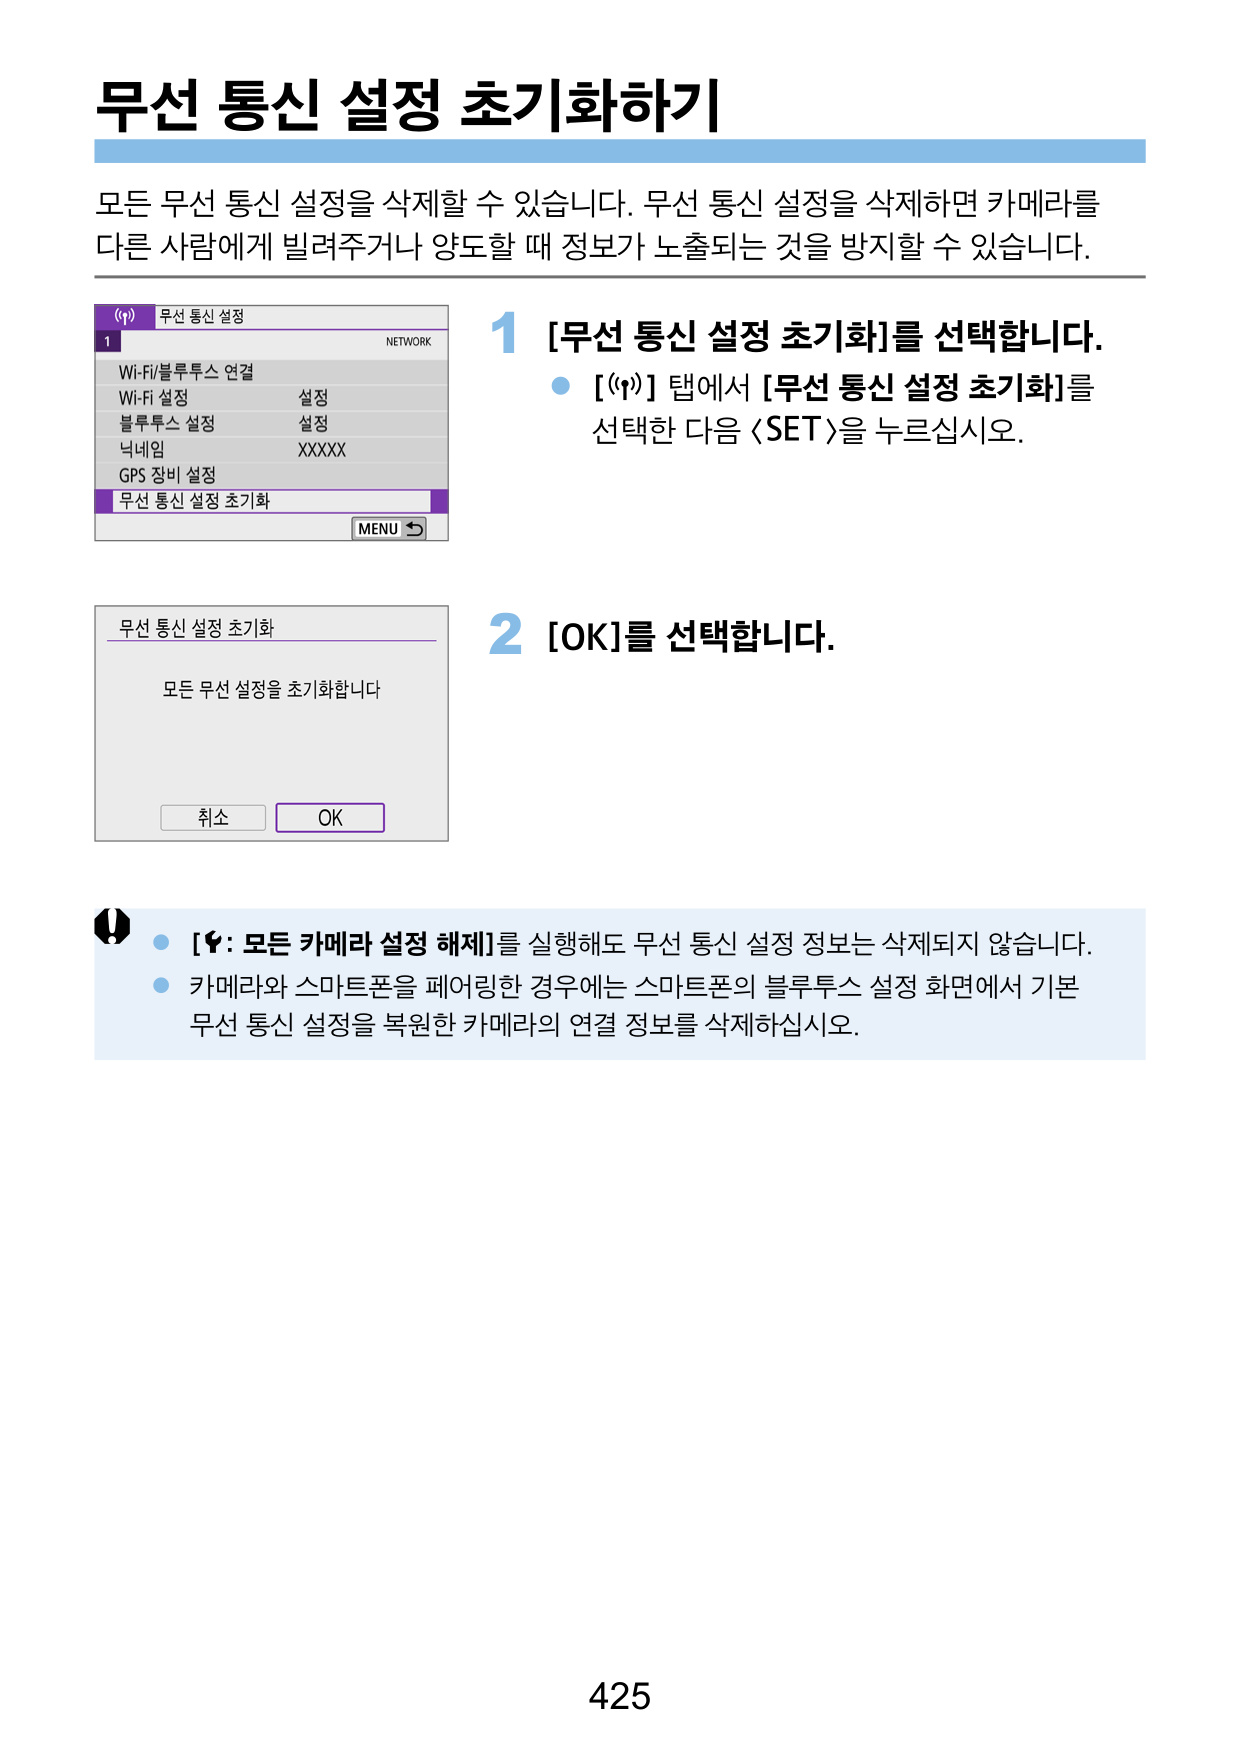 무선 통신 설정 초기화하기
모든 무선 통신 설정을 삭제할 수 있습니다. 무선 통신 설정을 삭제하면 카메라를
다른 사람에게 빌려주거나 양도할 때 정보가 노출되는 것을 방지할 수 있습니다.
무선 통신 설정
1 NETWORK
Wi-Fi/블루투스 연결
Wi-Fi 설정 설정
블루투스 설정 설정
닉네임 XXXXX
GPS 장비 설정
무선 통신 설정 초기화
MENU
1 [무선 통신 설정 초기화]를 선택합니다.
● [((ฺ))] 탭에서 [무선 통신 설정 초기화]를
선택한 다음 <SET>을 누르십시오.
무선 통신 설정 초기화
모든 무선 설정을 초기화합니다
취소 OK
2 [OK]를 선택합니다.
● [: 모든 카메라 설정 해제]를 실행해도 무선 통신 설정 정보는 삭제되지 않습니다.
● 카메라와 스마트폰을 페어링한 경우에는 스마트폰의 블루투스 설정 화면에서 기본
무선 통신 설정을 복원한 카메라의 연결 정보를 삭제하십시오.
425